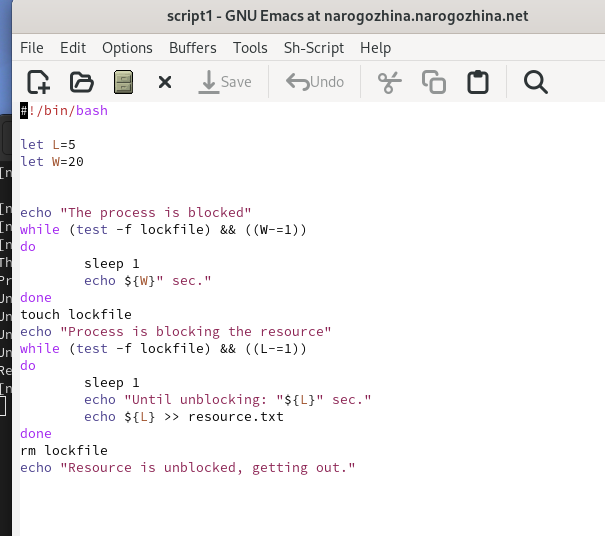 script1 - GNU Emacs at narogozhina.narogozhina.net
File Edit Options Buffers Tools Sh-Script Help
Save Undo
#!/bin/bash
let L=5
let W=20
echo "The process is blocked"
while (test -f lockfile) && ((W-=1))
do
sleep 1
echo ${W}" sec."
done
touch lockfile
echo "Process is blocking the resource"
while (test -f lockfile) && ((L-=1))
do
sleep 1
echo "Until unblocking: "${L}" sec."
echo ${L} >> resource.txt
done
rm lockfile
echo "Resource is unblocked, getting out."